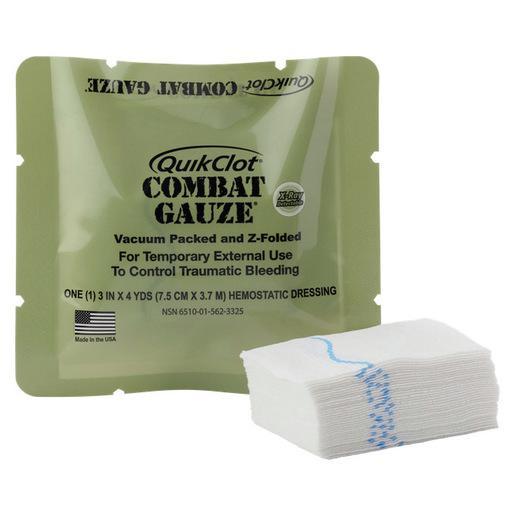 QuikClot® COMBAT GAUZE®
QuikClot®
COMBAT
GAUZE®
X-Ray
Detectable
Vacuum Packed and Z-Folded
For Temporary External Use
To Control Traumatic Bleeding
ONE (1) 3 IN X 4 YDS (7.5 CM X 3.7 M) HEMOSTATIC DRESSING
NSN 6510-01-562-3325
Made in the USA